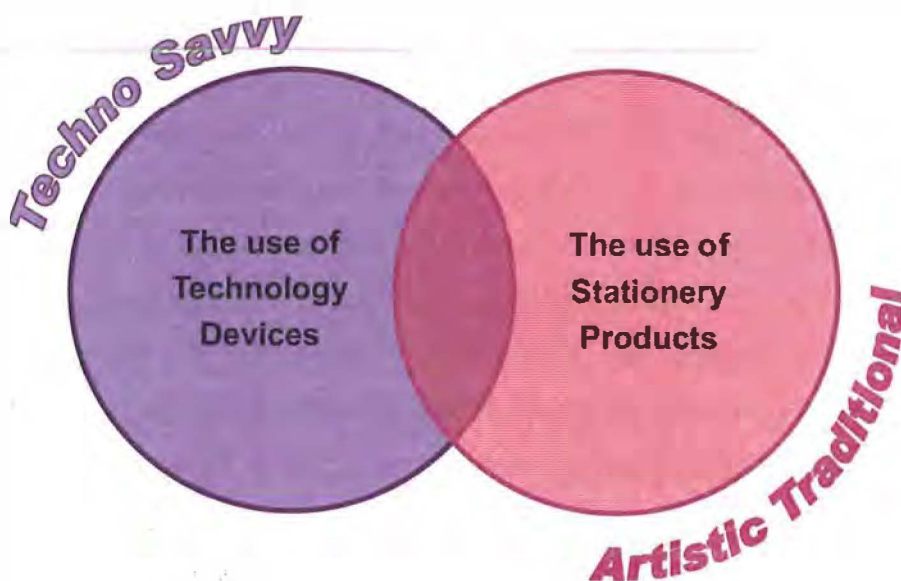 Techno Savvy
The use of
Technology
Devices
The use of
Stationery
Products
Artistic Traditional